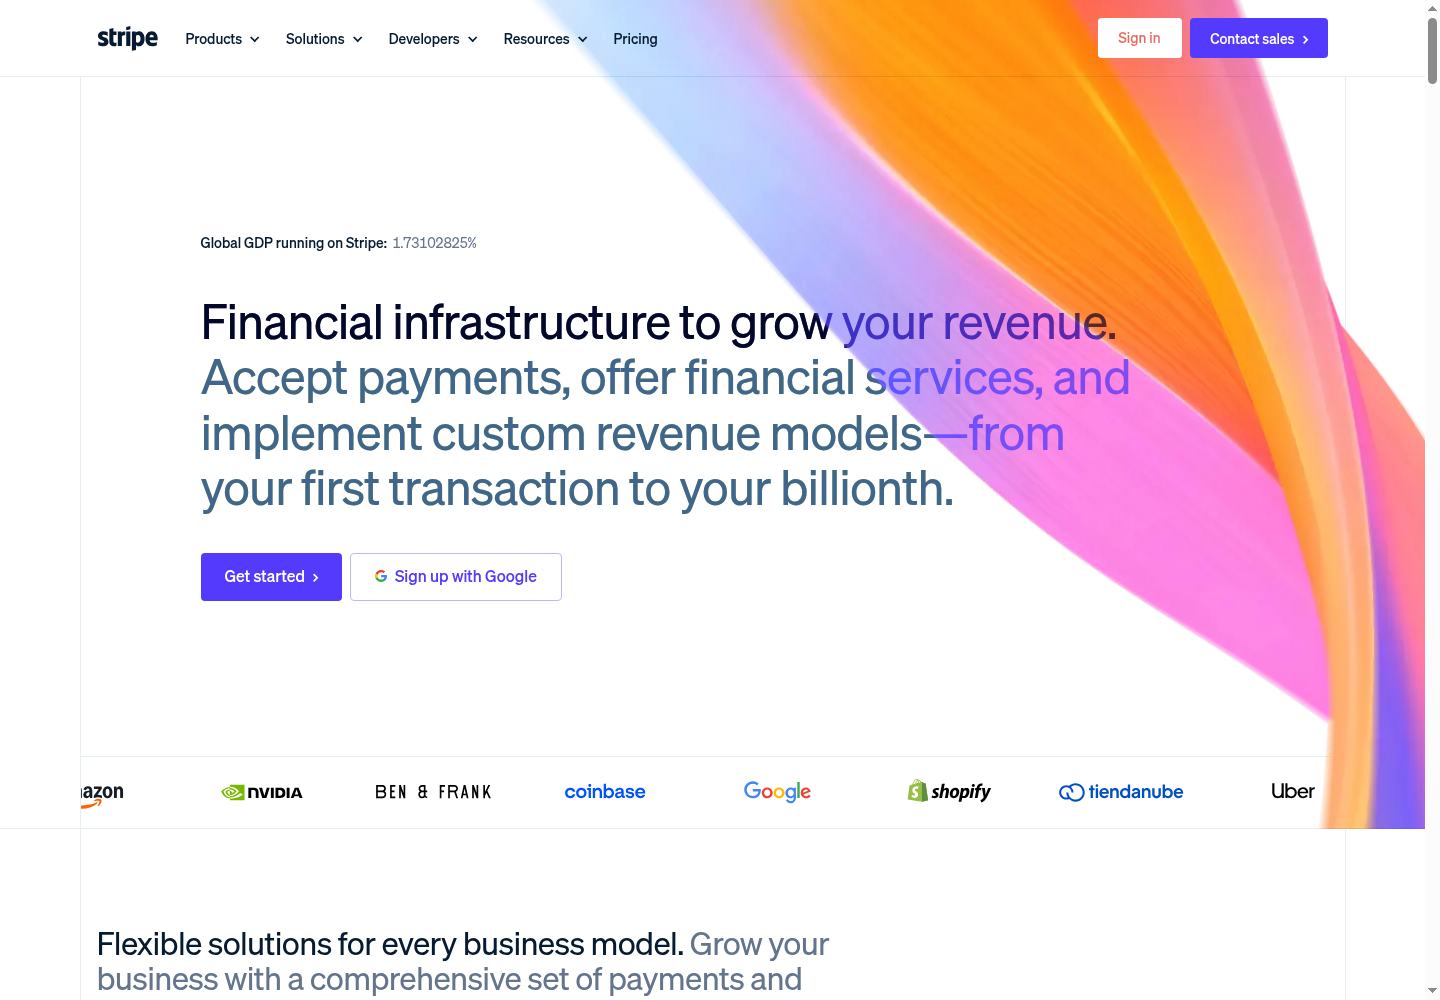 stripe Products Solutions Developers Resources Pricing Sign in Contact sales
Global GDP running on Stripe: 1.73102825%
Financial infrastructure to grow your revenue.
Accept payments, offer financial services, and
implement custom revenue models—from
your first transaction to your billionth.
Get started Sign up with Google
azon NVIDIA BEN & FRANK coinbase Google shopify tiendanube Uber
Flexible solutions for every business model. Grow your
business with a comprehensive set of payments and